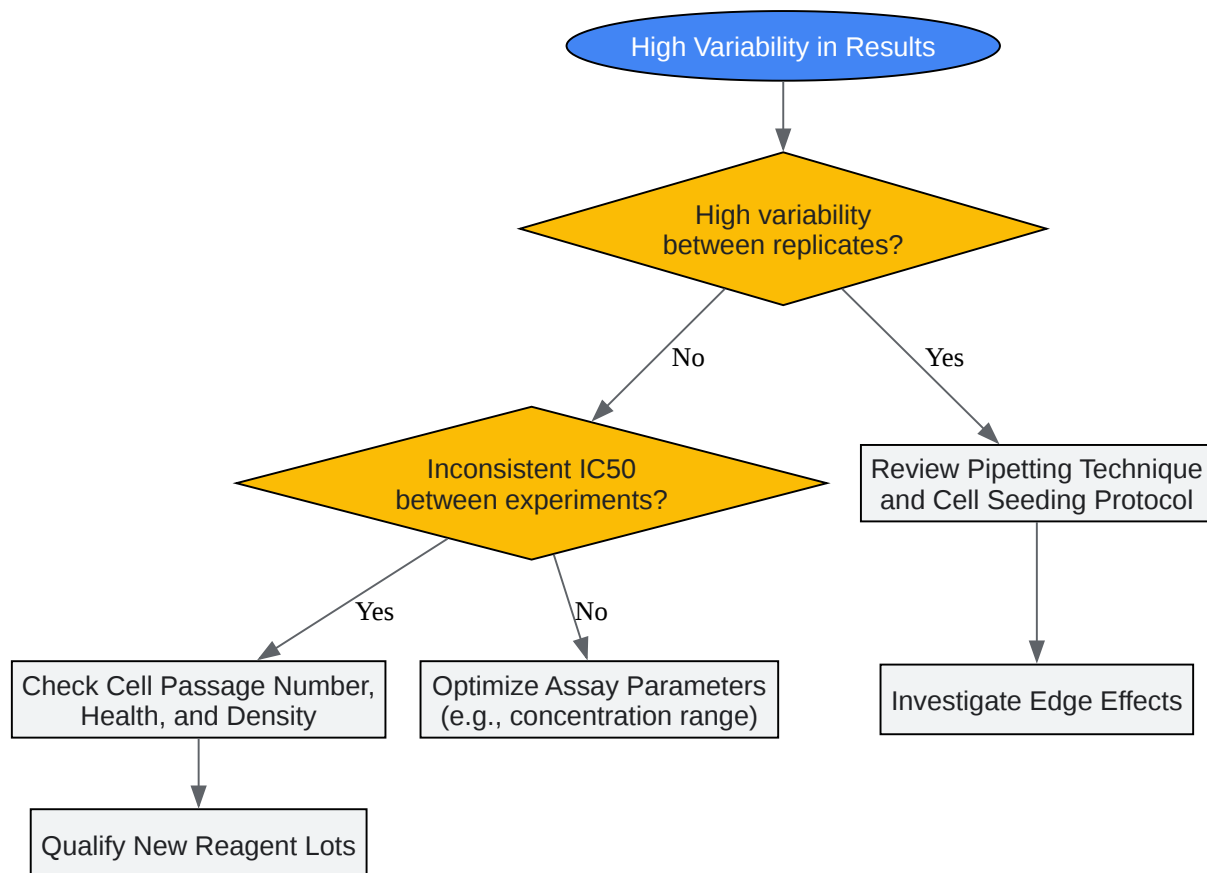 High Variability in Results
High variability
between replicates?
No
Yes
Inconsistent IC50
between experiments?
Review Pipetting Technique
and Cell Seeding Protocol
Yes
No
Check Cell Passage Number,
Health, and Density
Optimize Assay Parameters
(e.g., concentration range)
Investigate Edge Effects
Qualify New Reagent Lots